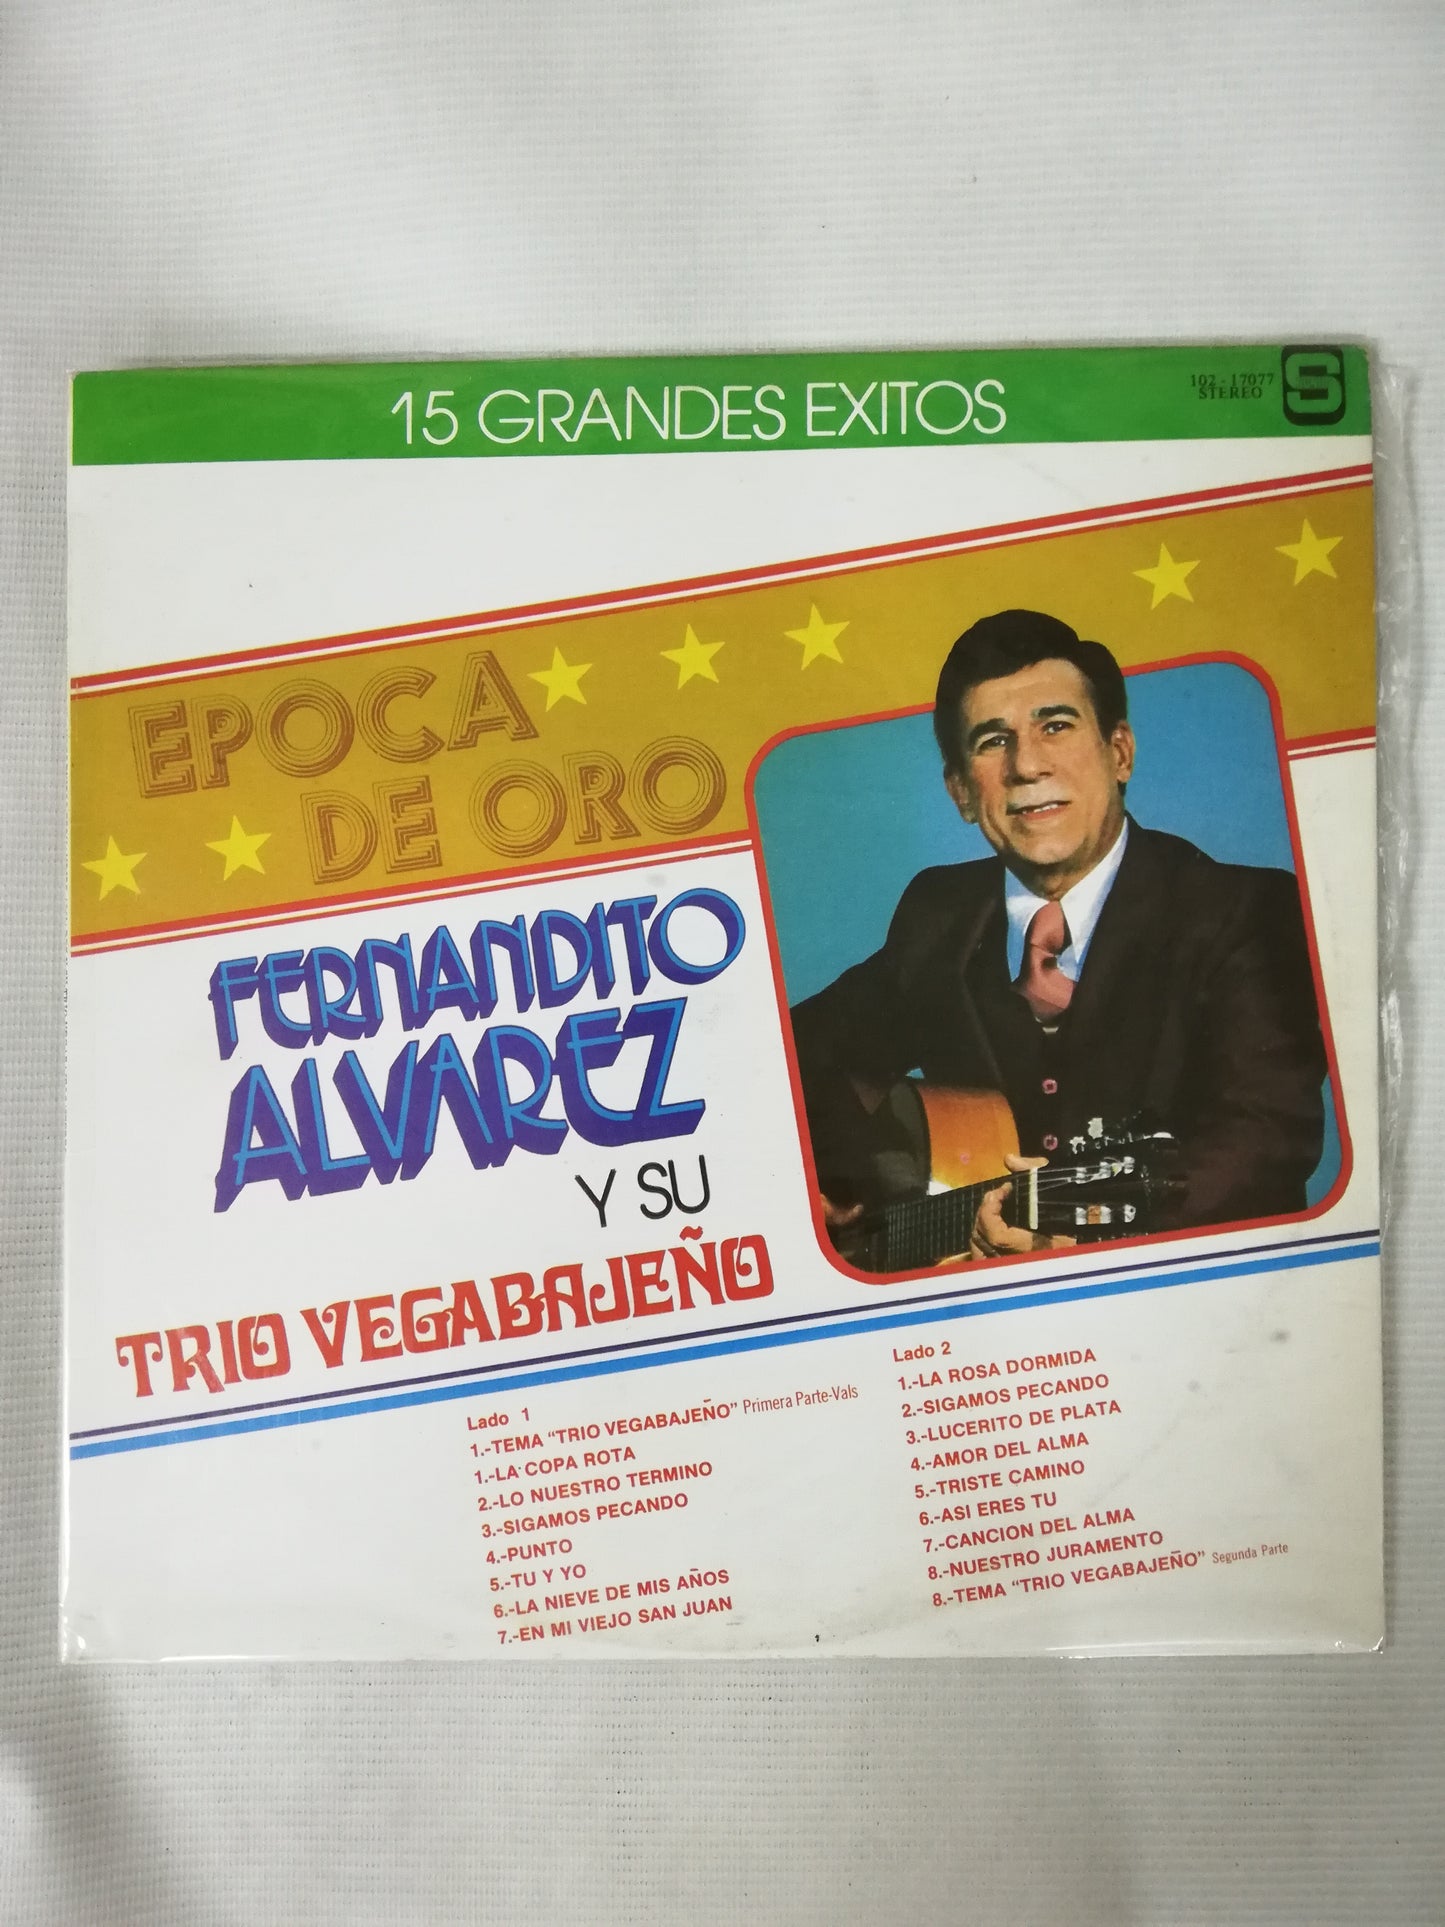 15 GRANDES EXITOS
102 - 17077
STEREO
S
EPOCA
DE ORO
FERNANDITO
ALVAREZ
Y SU
TRIO VEGABAJEÑO
Lado 1
1.-TEMA "TRIO VEGABAJEÑO" Primera Parte-Vals
1.-LA COPA ROTA
2.-LO NUESTRO TERMINO
3.-SIGAMOS PECANDO
4.-PUNTO
5.-TU Y YO
6.-LA NIEVE DE MIS AÑOS
7.-EN MI VIEJO SAN JUAN
Lado 2
1.-LA ROSA DORMIDA
2.-SIGAMOS PECANDO
3.-LUCERITO DE PLATA
4.-AMOR DEL ALMA
5.-TRISTE CAMINO
6.-ASI ERES TU
7.-CANCION DEL ALMA
8.-NUESTRO JURAMENTO
8.-TEMA "TRIO VEGABAJEÑO" Segunda Parte